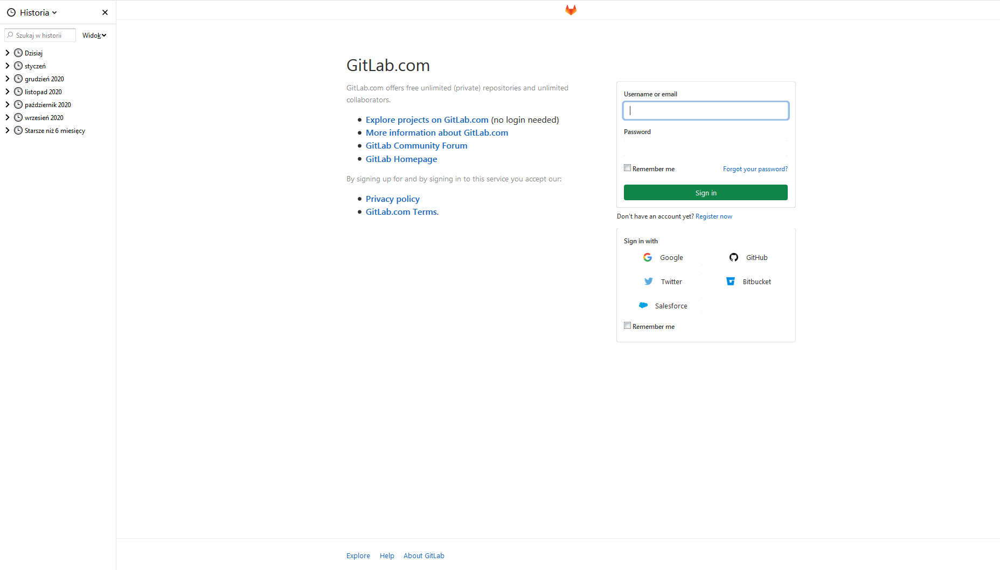 Historia
Szukaj w historii
Widok
Dzisiaj
styczeń
grudzień 2020
listopad 2020
październik 2020
wrzesień 2020
Starsze niż 6 miesięcy
GitLab.com
GitLab.com offers free unlimited (private) repositories and unlimited
collaborators.
Explore projects on GitLab.com (no login needed)
More information about GitLab.com
GitLab Community Forum
GitLab Homepage
By signing up for and by signing in to this service you accept our:
Privacy policy
GitLab.com Terms.
Username or email
Password
Remember me
Forgot your password?
Sign in
Don't have an account yet? Register now
Sign in with
Google
GitHub
Twitter
Bitbucket
Salesforce
Remember me
Explore
Help
About GitLab